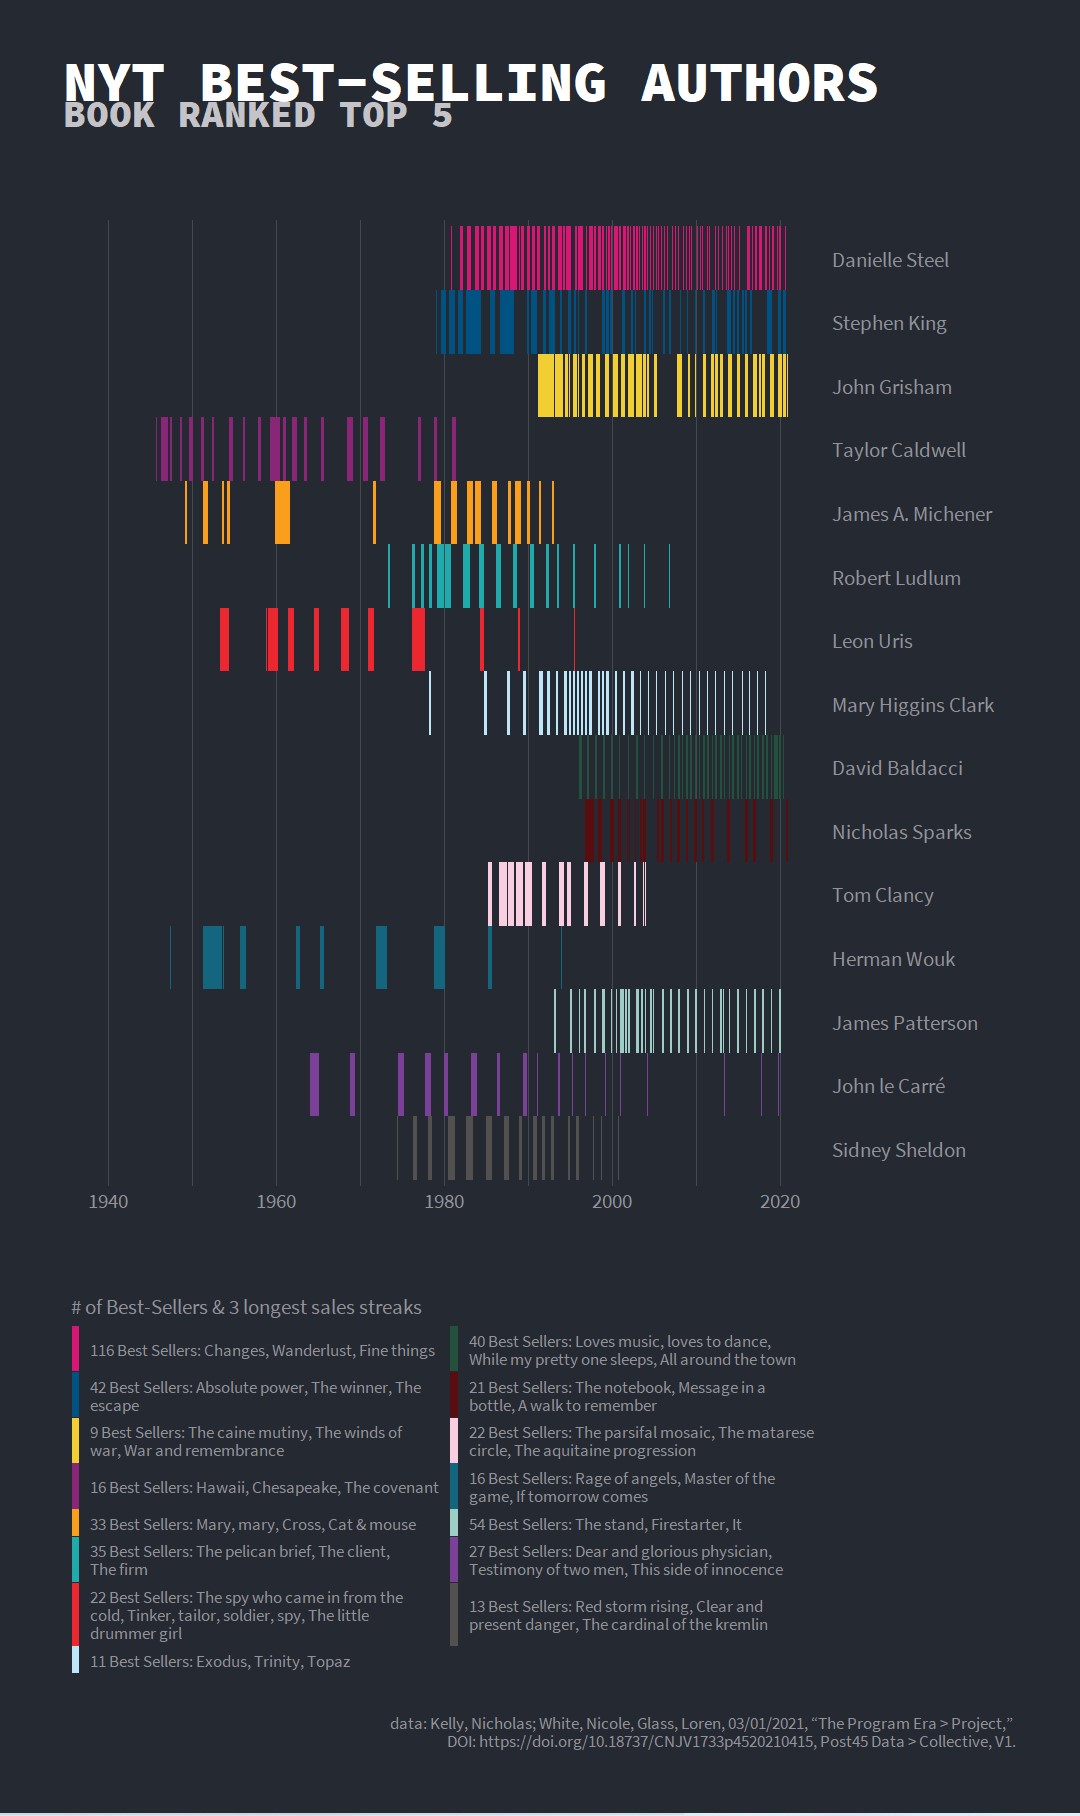 NYT BEST-SELLING AUTHORS
BOOK RANKED TOP 5
Danielle Steel
Stephen King
John Grisham
Taylor Caldwell
James A. Michener
Robert Ludlum
Leon Uris
Mary Higgins Clark
David Baldacci
Nicholas Sparks
Tom Clancy
Herman Wouk
James Patterson
John le Carré
Sidney Sheldon
1940 1960 1980 2000 2020
# of Best-Sellers & 3 longest sales streaks
116 Best Sellers: Changes, Wanderlust, Fine things
42 Best Sellers: Absolute power, The winner, The
escape
9 Best Sellers: The caine mutiny, The winds of
war, War and remembrance
16 Best Sellers: Hawaii, Chesapeake, The covenant
33 Best Sellers: Mary, mary, Cross, Cat & mouse
35 Best Sellers: The pelican brief, The client,
The firm
22 Best Sellers: The spy who came in from the
cold, Tinker, tailor, soldier, spy, The little
drummer girl
11 Best Sellers: Exodus, Trinity, Topaz
40 Best Sellers: Loves music, loves to dance,
While my pretty one sleeps, All around the town
21 Best Sellers: The notebook, Message in a
bottle, A walk to remember
22 Best Sellers: The parsifal mosaic, The matarese
circle, The aquitaine progression
16 Best Sellers: Rage of angels, Master of the
game, If tomorrow comes
54 Best Sellers: The stand, Firestarter, It
27 Best Sellers: Dear and glorious physician,
Testimony of two men, This side of innocence
13 Best Sellers: Red storm rising, Clear and
present danger, The cardinal of the kremlin
data: Kelly, Nicholas; White, Nicole, Glass, Loren, 03/01/2021, “The Program Era > Project,”
DOI: https://doi.org/10.18737/CNJV1733p4520210415, Post45 Data > Collective, V1.